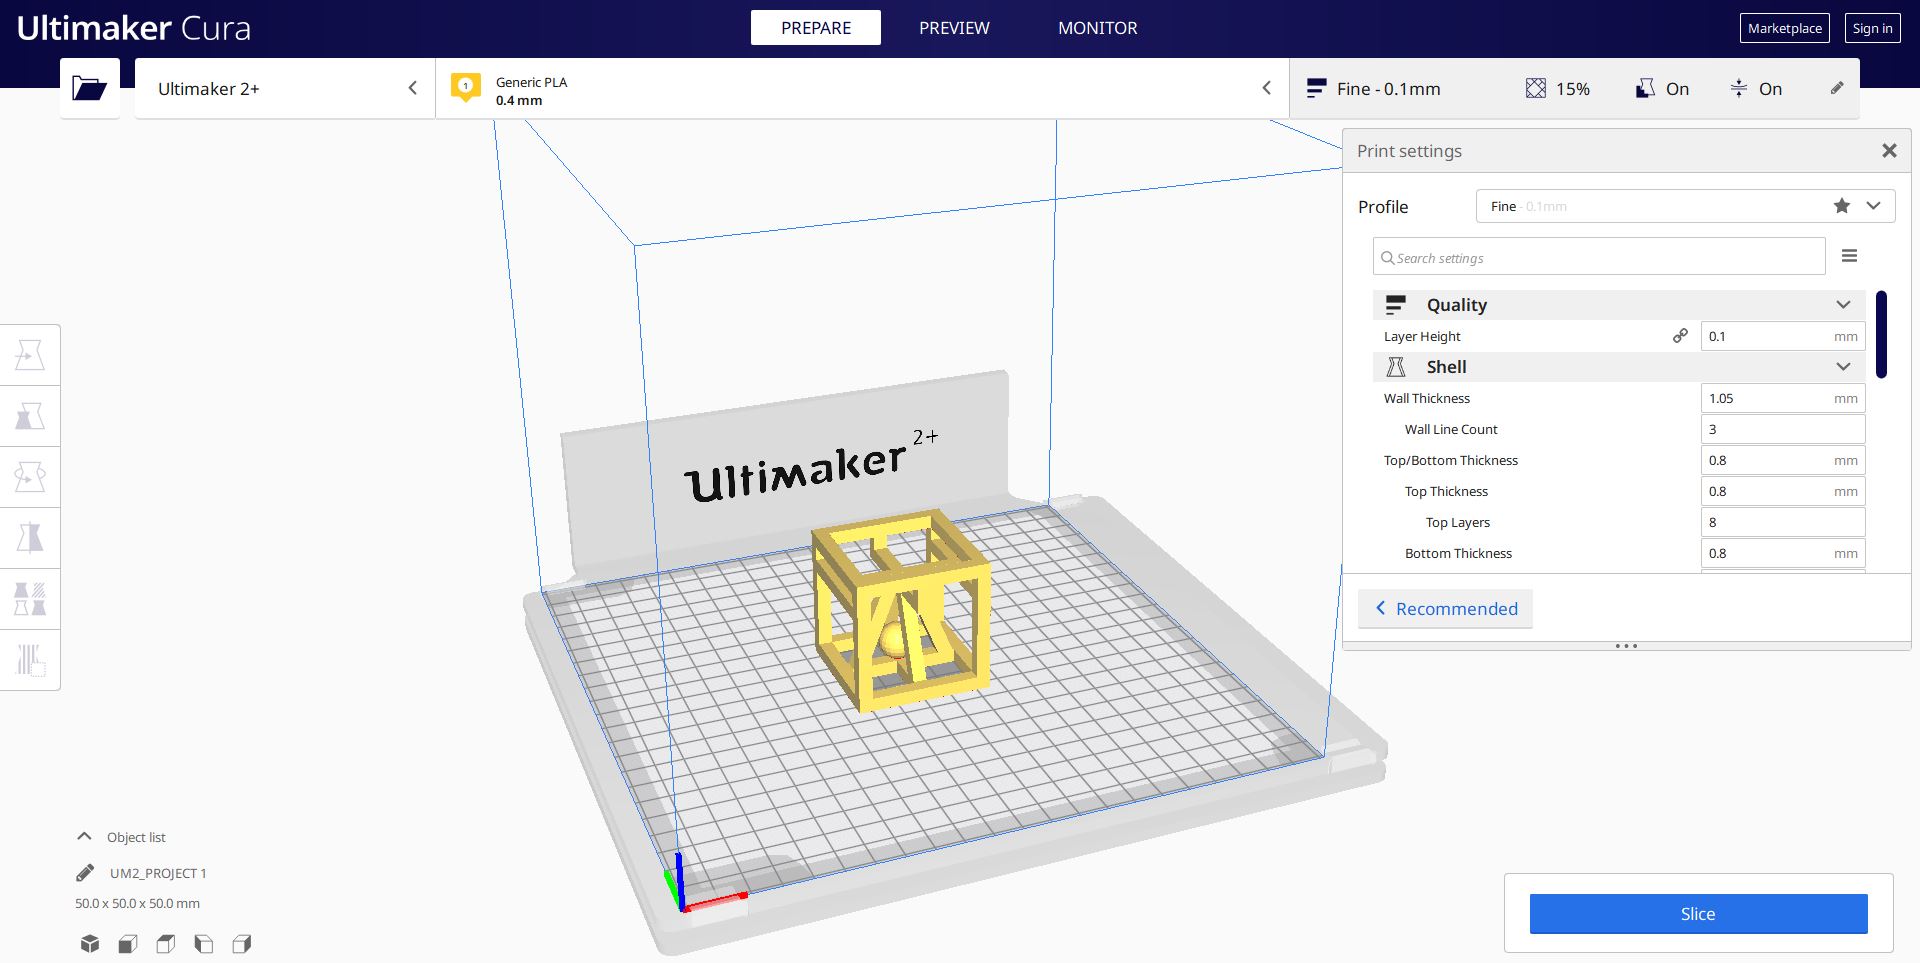 Ultimaker Cura
PREPARE
PREVIEW
MONITOR
Marketplace
Sign in
Ultimaker 2+
1
Generic PLA
0.4 mm
Fine - 0.1mm
15%
On
On
Print settings
Profile
Fine - 0.1mm
Search settings
Quality
Layer Height
0.1 mm
Shell
Wall Thickness
1.05 mm
Wall Line Count
3
Top/Bottom Thickness
0.8 mm
Top Thickness
0.8 mm
Top Layers
8
Bottom Thickness
0.8 mm
Recommended
Ultimaker 2+
Object list
UM2_PROJECT 1
50.0 x 50.0 x 50.0 mm
Slice